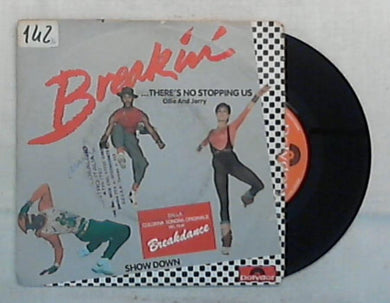 142
Breakin'
...THERE'S NO STOPPING US
Ollie And Jerry
DALLA
COLONNA SONORA ORIGINALE
DEL FILM
Breakdance
SHOW DOWN
polydor